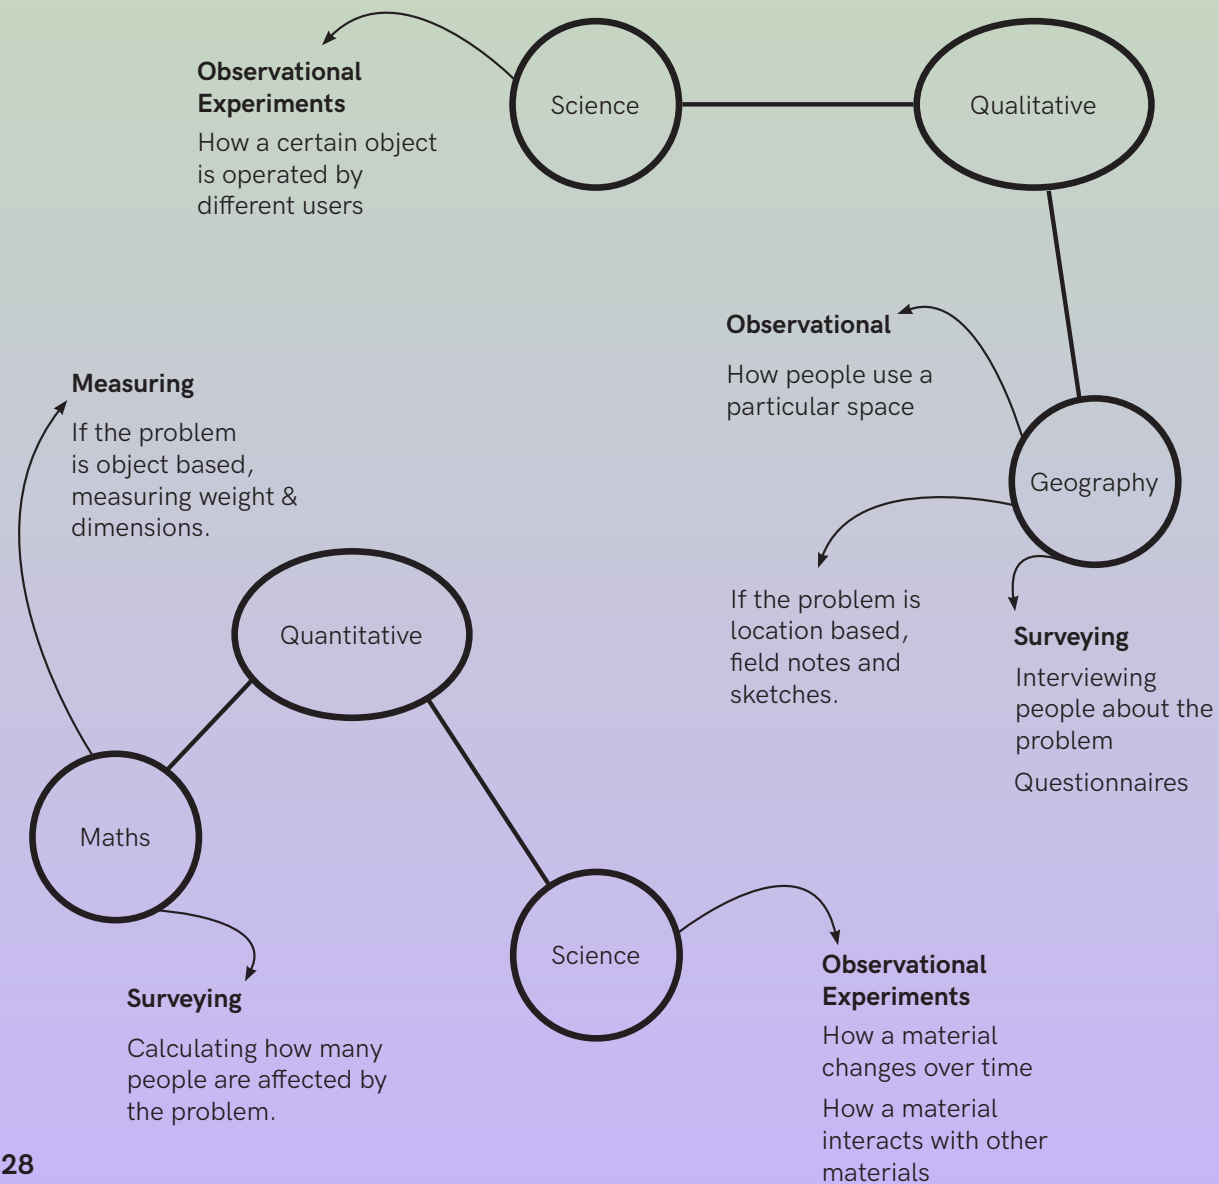 Observational
Experiments
How a certain object
is operated by
different users
Science
Qualitative
Observational
How people use a
particular space
Geography
If the problem is
location based,
field notes and
sketches.
Surveying
Interviewing
people about the
problem
Questionnaires
Measuring
If the problem
is object based,
measuring weight &
dimensions.
Quantitative
Maths
Surveying
Calculating how many
people are affected by
the problem.
Science
Observational
Experiments
How a material
changes over time
How a material
interacts with other
materials
28